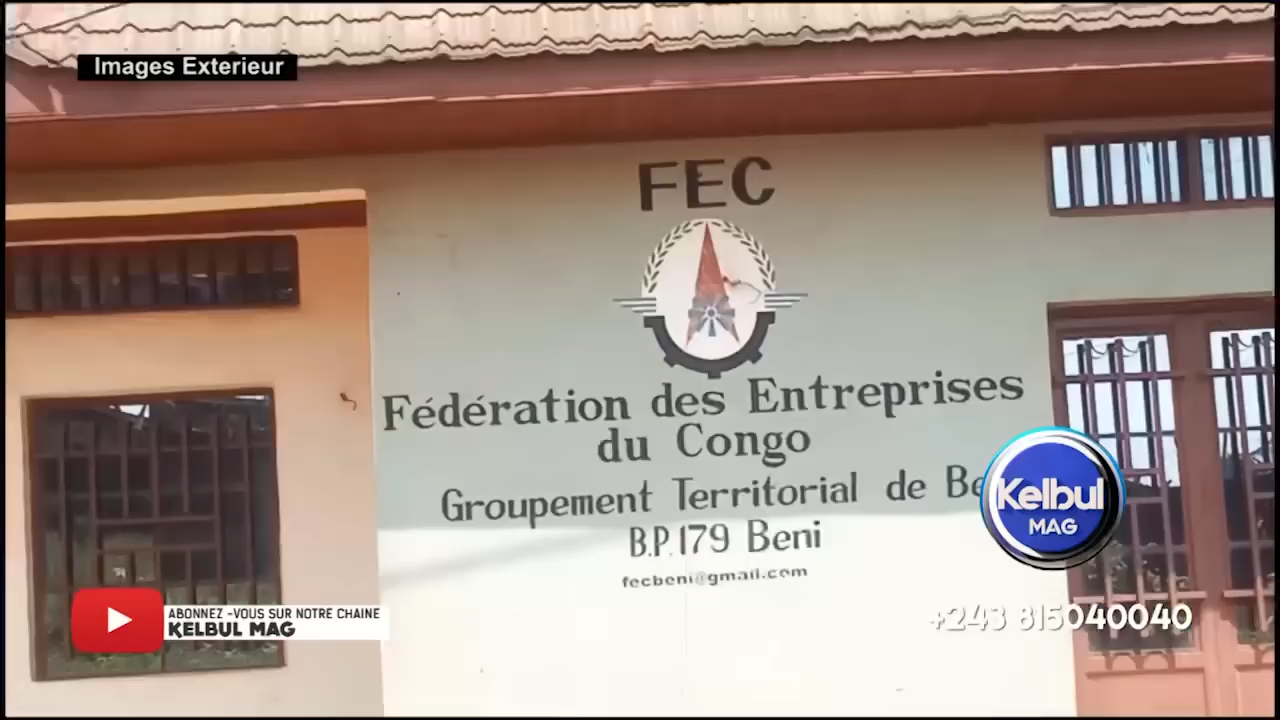 Images Exterieur
FEC
Fédération des Entreprises
du Congo
Groupement Territorial de
B.P. 179 Beni
fecbeni@gmail.com
Kelbul
MAG
ABONNEZ -VOUS SUR NOTRE CHAINE
KELBUL MAG
+243 815040040